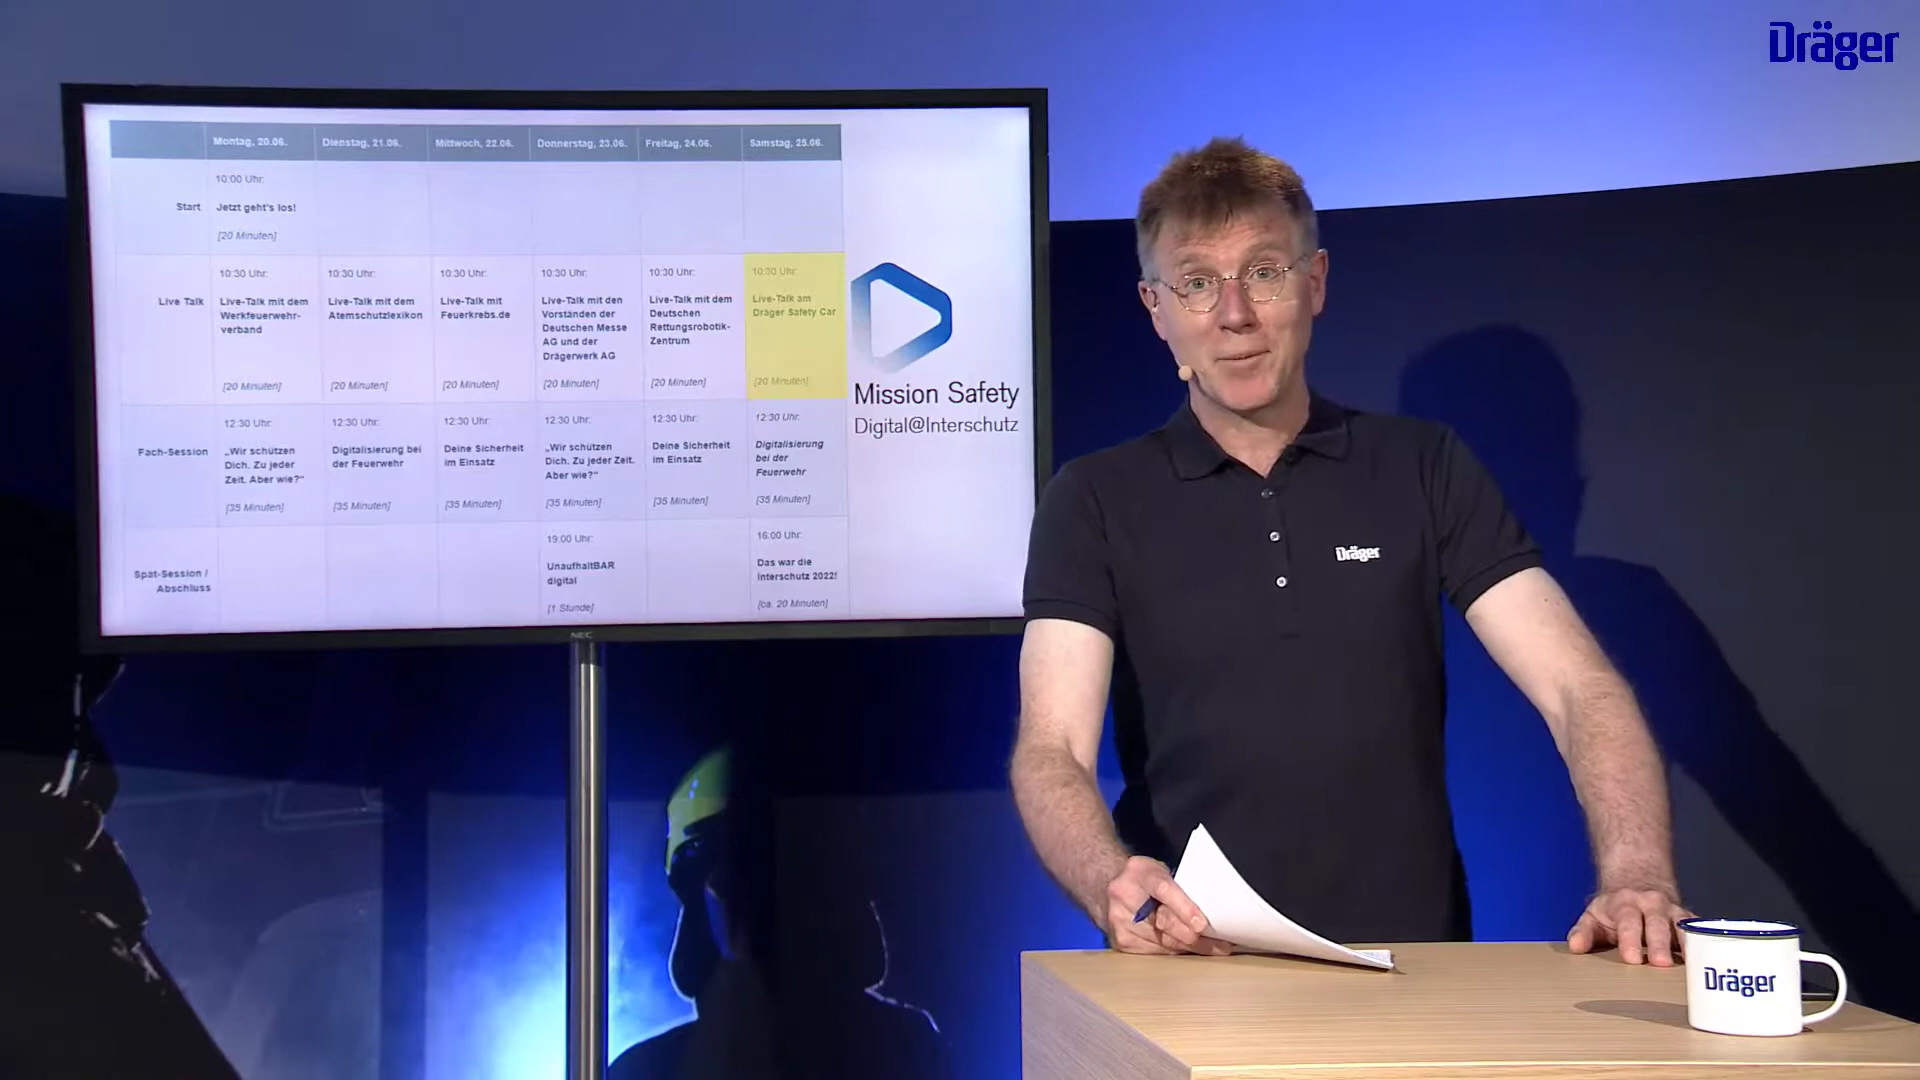 Dräger
Montag, 20.06. Dienstag, 21.06. Mittwoch, 22.06. Donnerstag, 23.06. Freitag, 24.06. Samstag, 25.06.
Start
10:00 Uhr:
Jetzt geht's los!
[20 Minuten]
Live Talk
10:30 Uhr:
Live-Talk mit dem
Werkfeuerwehr-
verband
[20 Minuten]
10:30 Uhr:
Live-Talk mit dem
Atemschutzlexikon
[20 Minuten]
10:30 Uhr:
Live-Talk mit
Feuerkrebs.de
[20 Minuten]
10:30 Uhr:
Live-Talk mit den
Vorständen der
Deutschen Messe
AG und der
Drägerwerk AG
[20 Minuten]
10:30 Uhr:
Live-Talk mit dem
Deutschen
Rettungsrobotik-
Zentrum
[20 Minuten]
10:30 Uhr:
Live-Talk am
Dräger Safety Car
[20 Minuten]
Fach-Session
12:30 Uhr:
„Wir schützen
Dich. Zu jeder
Zeit. Aber wie?“
[35 Minuten]
12:30 Uhr:
Digitalisierung bei
der Feuerwehr
[35 Minuten]
12:30 Uhr:
Deine Sicherheit
im Einsatz
[35 Minuten]
12:30 Uhr:
„Wir schützen
Dich. Zu jeder Zeit.
Aber wie?“
[35 Minuten]
12:30 Uhr:
Deine Sicherheit
im Einsatz
[35 Minuten]
12:30 Uhr:
Digitalisierung
bei der
Feuerwehr
[35 Minuten]
Spät-Session /
Abschluss
19:00 Uhr:
UnaufhaltBAR
digital
[1 Stunde]
16:00 Uhr:
Das war die
Interschutz 2022!
[ca. 20 Minuten]
Mission Safety
Digital@Interschutz
NEC
Dräger
Dräger